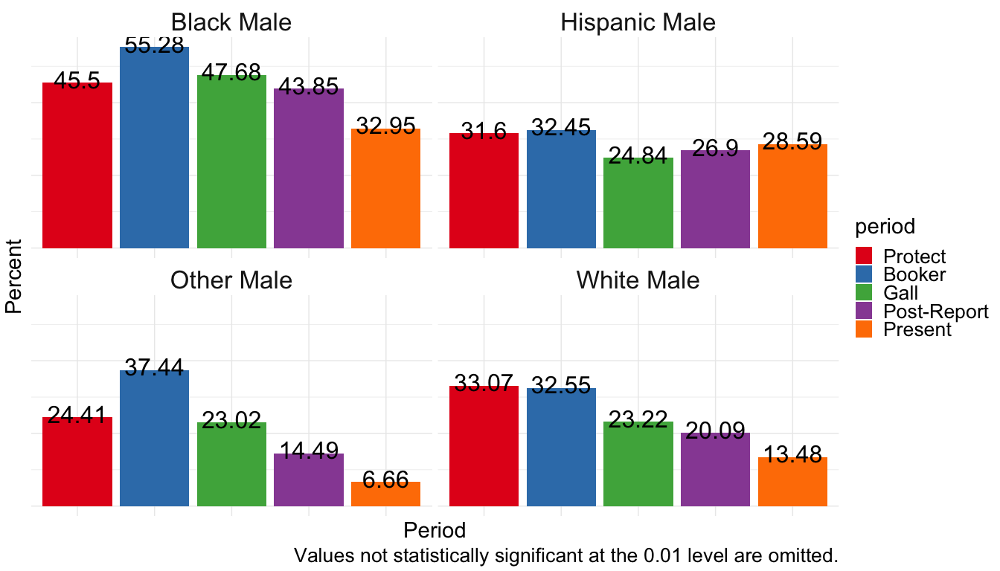 Black Male
Hispanic Male
45.5
55.28
47.68
43.85
32.95
31.6
32.45
24.84
26.9
28.59
Percent
Other Male
White Male
24.41
37.44
23.02
14.49
6.66
33.07
32.55
23.22
20.09
13.48
period
Protect
Booker
Gall
Post-Report
Present
Period
Values not statistically significant at the 0.01 level are omitted.